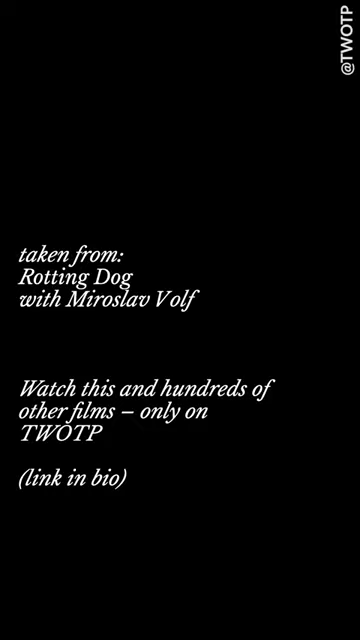 @TWOTP
taken from:
Rotting Dog
with Miroslav Volf
Watch this and hundreds of
other films – only on
TWOTP
(link in bio)